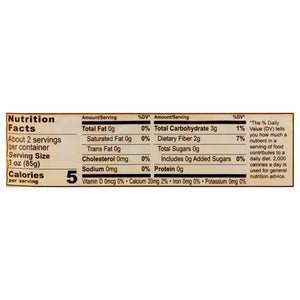 Nutrition
Facts
About 2 servings
per container
Serving Size
3 oz (85g)
Calories 5
per serving
Amount/Serving %DV*
Total Fat 0g 0%
Saturated Fat 0g 0%
Trans Fat 0g
Cholesterol 0mg 0%
Sodium 0mg 0%
Amount/Serving %DV*
Total Carbohydrate 3g 1%
Dietary Fiber 2g 7%
Total Sugars 0g
Includes 0g Added Sugars 0%
Protein 0g
Vitamin D 0mcg 0% • Calcium 20mg 2% • Iron 0mg 0% • Potassium 0mg 0%
*The % Daily
Value (DV) tells
you how much a
nutrient in a
serving of food
contributes to a
daily diet. 2,000
calories a day is
used for general
nutrition advice.